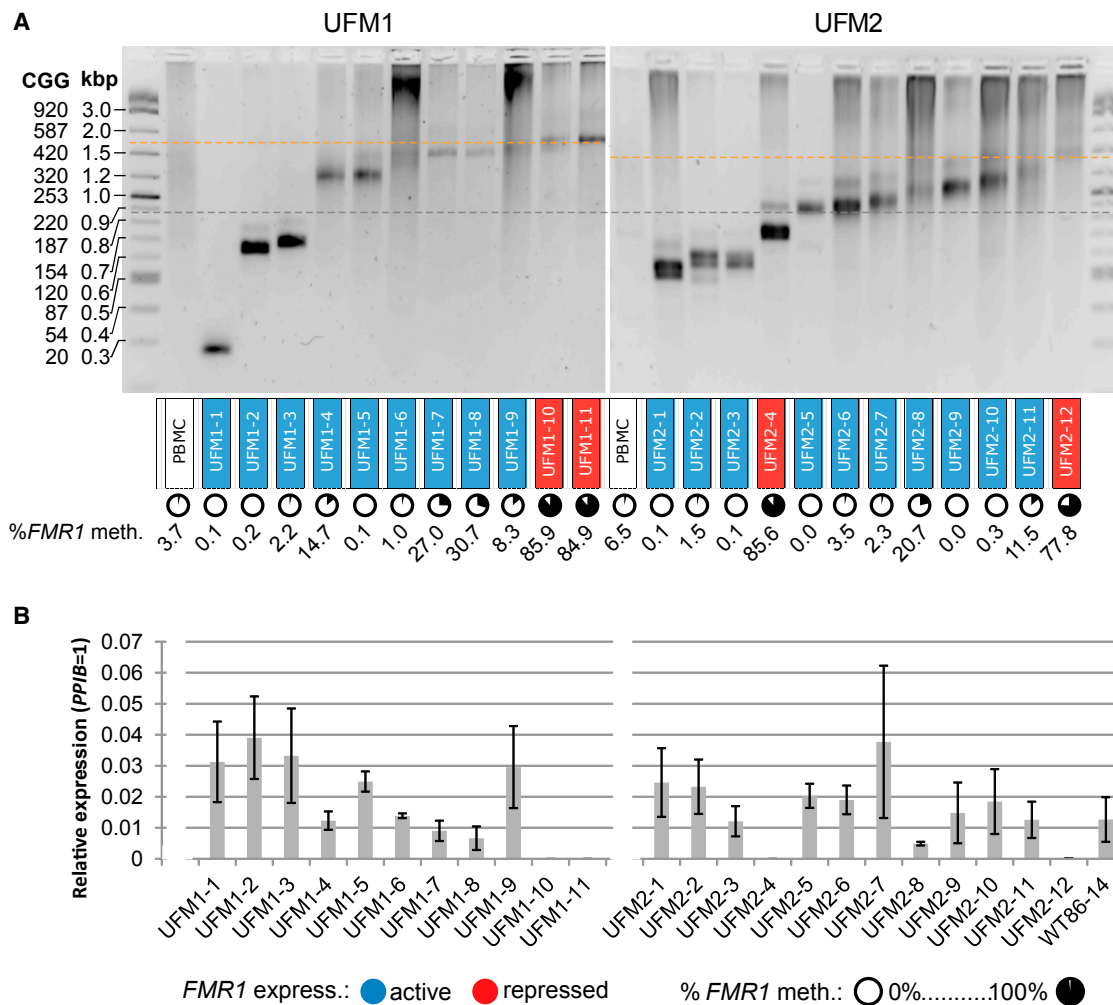 A
UFM1
UFM2
CGG kbp
920 3.0
587 2.0
420 1.5
320 1.2
253 1.0
220 0.9
187 0.8
154 0.7
120 0.6
87 0.5
54 0.4
20 0.3
PBMC UFM1-1 UFM1-2 UFM1-3 UFM1-4 UFM1-5 UFM1-6 UFM1-7 UFM1-8 UFM1-9 UFM1-10 UFM1-11 PBMC UFM2-1 UFM2-2 UFM2-3 UFM2-4 UFM2-5 UFM2-6 UFM2-7 UFM2-8 UFM2-9 UFM2-10 UFM2-11 UFM2-12
%FMR1 meth. 3.7 0.1 0.2 2.2 14.7 0.1 1.0 27.0 30.7 8.3 85.9 84.9 6.5 0.1 1.5 0.1 85.6 0.0 3.5 2.3 20.7 0.0 0.3 11.5 77.8
B
Relative expression (PPIB=1)
0.07
0.06
0.05
0.04
0.03
0.02
0.01
0
UFM1-1 UFM1-2 UFM1-3 UFM1-4 UFM1-5 UFM1-6 UFM1-7 UFM1-8 UFM1-9 UFM1-10 UFM1-11 UFM2-1 UFM2-2 UFM2-3 UFM2-4 UFM2-5 UFM2-6 UFM2-7 UFM2-8 UFM2-9 UFM2-10 UFM2-11 UFM2-12 WT86-14
FMR1 express.: active repressed % FMR1 meth.: 0%..........100%